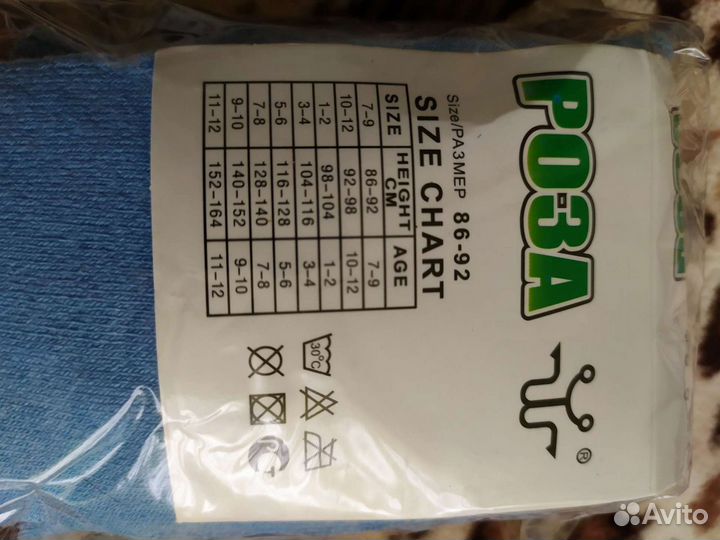 РОЗА
®
Size/РАЗМЕР 86-92
SIZE CHART
SIZE HEIGHT CM AGE
7-9 86-92 7-9
10-12 92-98 10-12
1-2 98-104 1-2
3-4 104-116 3-4
5-6 116-128 5-6
7-8 128-140 7-8
9-10 140-152 9-10
11-12 152-164 11-12
30°C
Avito